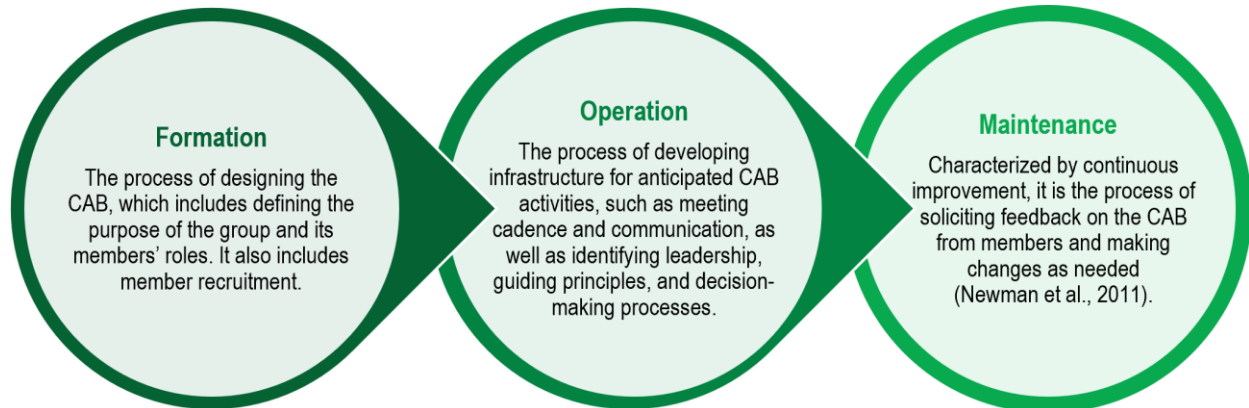 Formation
The process of designing the
CAB, which includes defining the
purpose of the group and its
members’ roles. It also includes
member recruitment.
Operation
The process of developing
infrastructure for anticipated CAB
activities, such as meeting
cadence and communication, as
well as identifying leadership,
guiding principles, and decision-
making processes.
Maintenance
Characterized by continuous
improvement, it is the process of
soliciting feedback on the CAB
from members and making
changes as needed
(Newman et al., 2011).